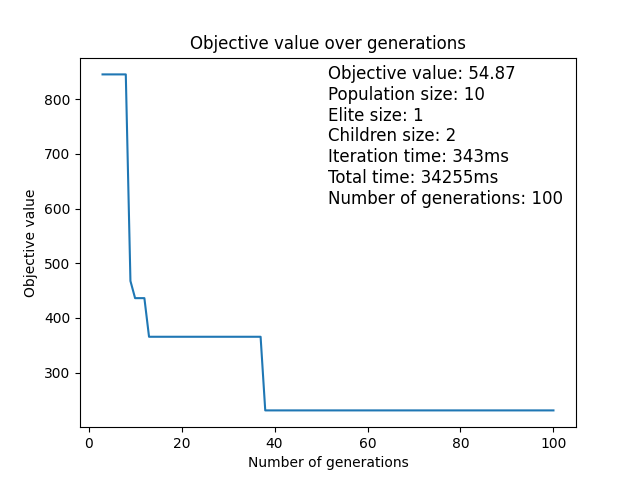 Objective value over generations
Objective value: 54.87
Population size: 10
Elite size: 1
Children size: 2
Iteration time: 343ms
Total time: 34255ms
Number of generations: 100
Objective value
800
700
600
500
400
300
0 20 40 60 80 100
Number of generations